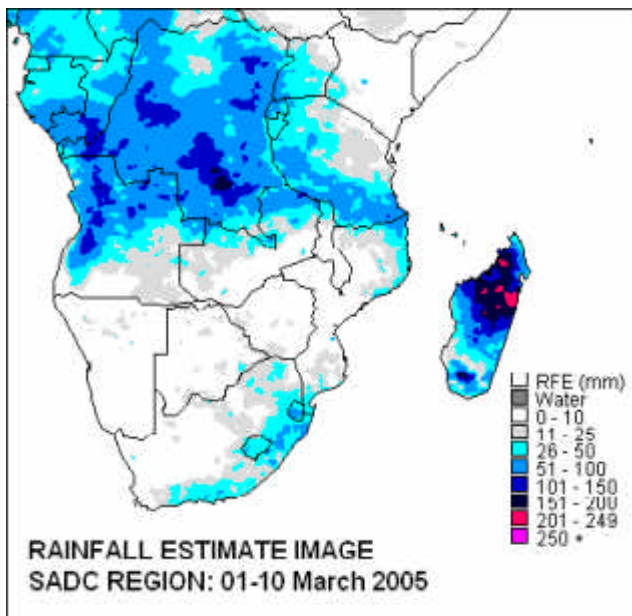 RFE (mm)
Water
0 - 10
11 - 25
26 - 50
51 - 100
101 - 150
151 - 200
201 - 249
250 +
RAINFALL ESTIMATE IMAGE
SADC REGION: 01-10 March 2005